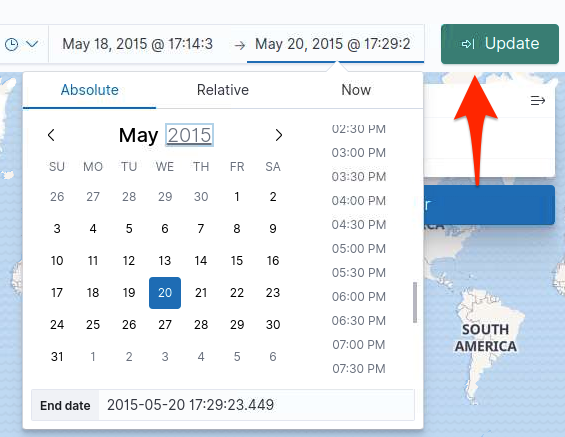 May 18, 2015 @ 17:14:3 → May 20, 2015 @ 17:29:2 Update
Absolute Relative Now
May 2015
SU MO TU WE TH FR SA
26 27 28 29 30 1 2
3 4 5 6 7 8 9
10 11 12 13 14 15 16
17 18 19 20 21 22 23
24 25 26 27 28 29 30
31 1 2 3 4 5 6
02:30 PM
03:00 PM
03:30 PM
04:00 PM
04:30 PM
05:00 PM
05:30 PM
06:00 PM
06:30 PM
07:00 PM
07:30 PM
End date 2015-05-20 17:29:23.449
r
AMERICA
SOUTH
AMERICA